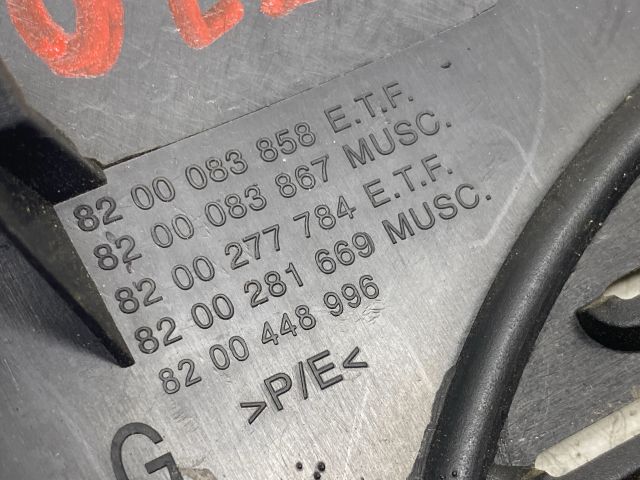 82 00 083 858 E.T.F.
82 00 083 867 MUSC.
82 00 277 784 E.T.F.
82 00 281 669 MUSC.
82 00 448 996
>P/E<
G